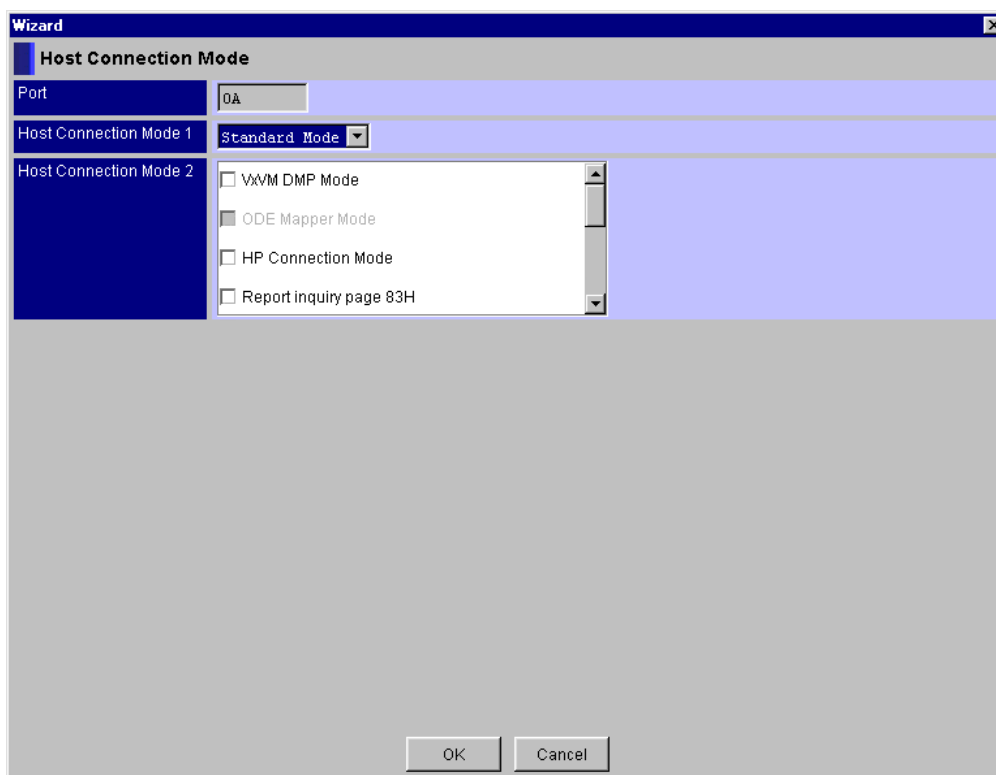 Wizard
Host Connection Mode
Port
0A
Host Connection Mode 1
Standard Mode
Host Connection Mode 2
VxVM DMP Mode
ODE Mapper Mode
HP Connection Mode
Report inquiry page 83H
OK
Cancel